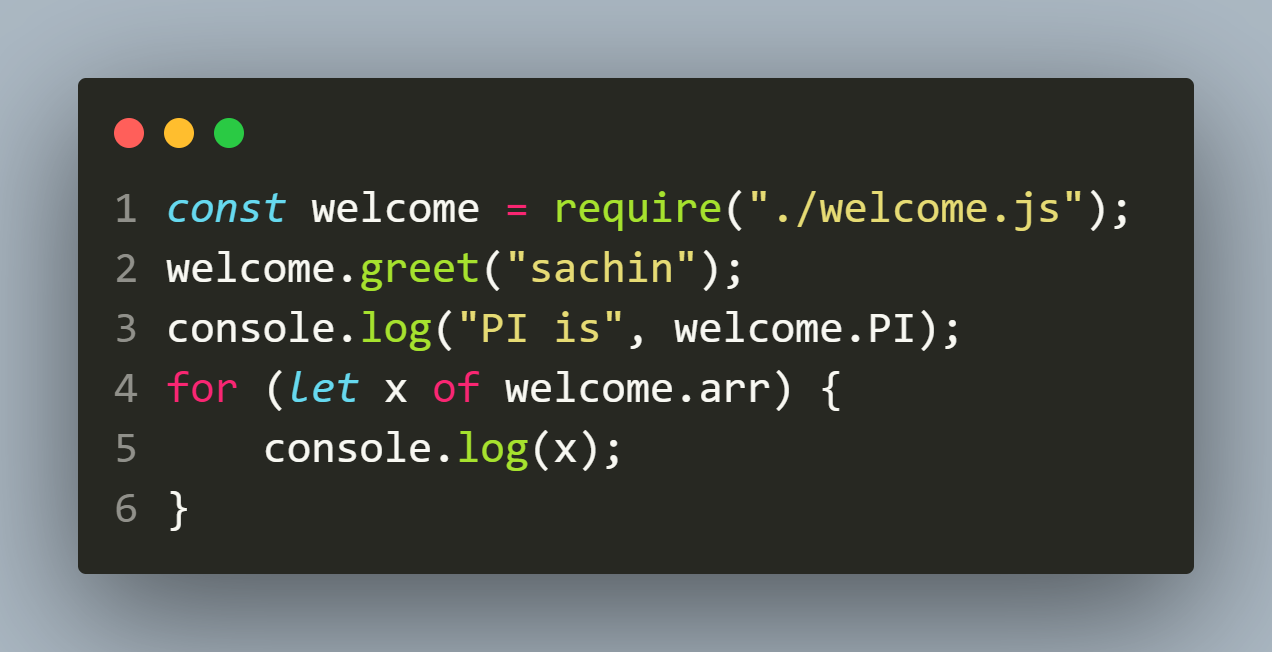 1 const welcome = require("./welcome.js");
2 welcome.greet("sachin");
3 console.log("PI is", welcome.PI);
4 for (let x of welcome.arr) {
5     console.log(x);
6 }